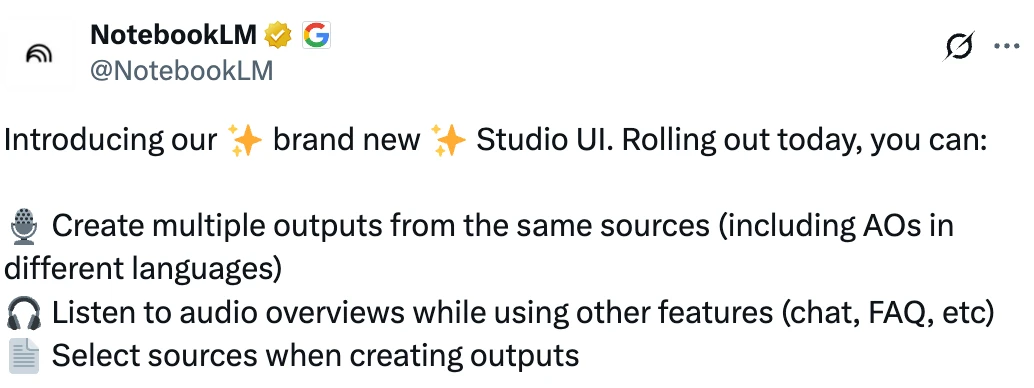 NotebookLM
@NotebookLM
Introducing our ✨ brand new ✨ Studio UI. Rolling out today, you can:
🎙️ Create multiple outputs from the same sources (including AOs in
different languages)
🎧 Listen to audio overviews while using other features (chat, FAQ, etc)
📄 Select sources when creating outputs